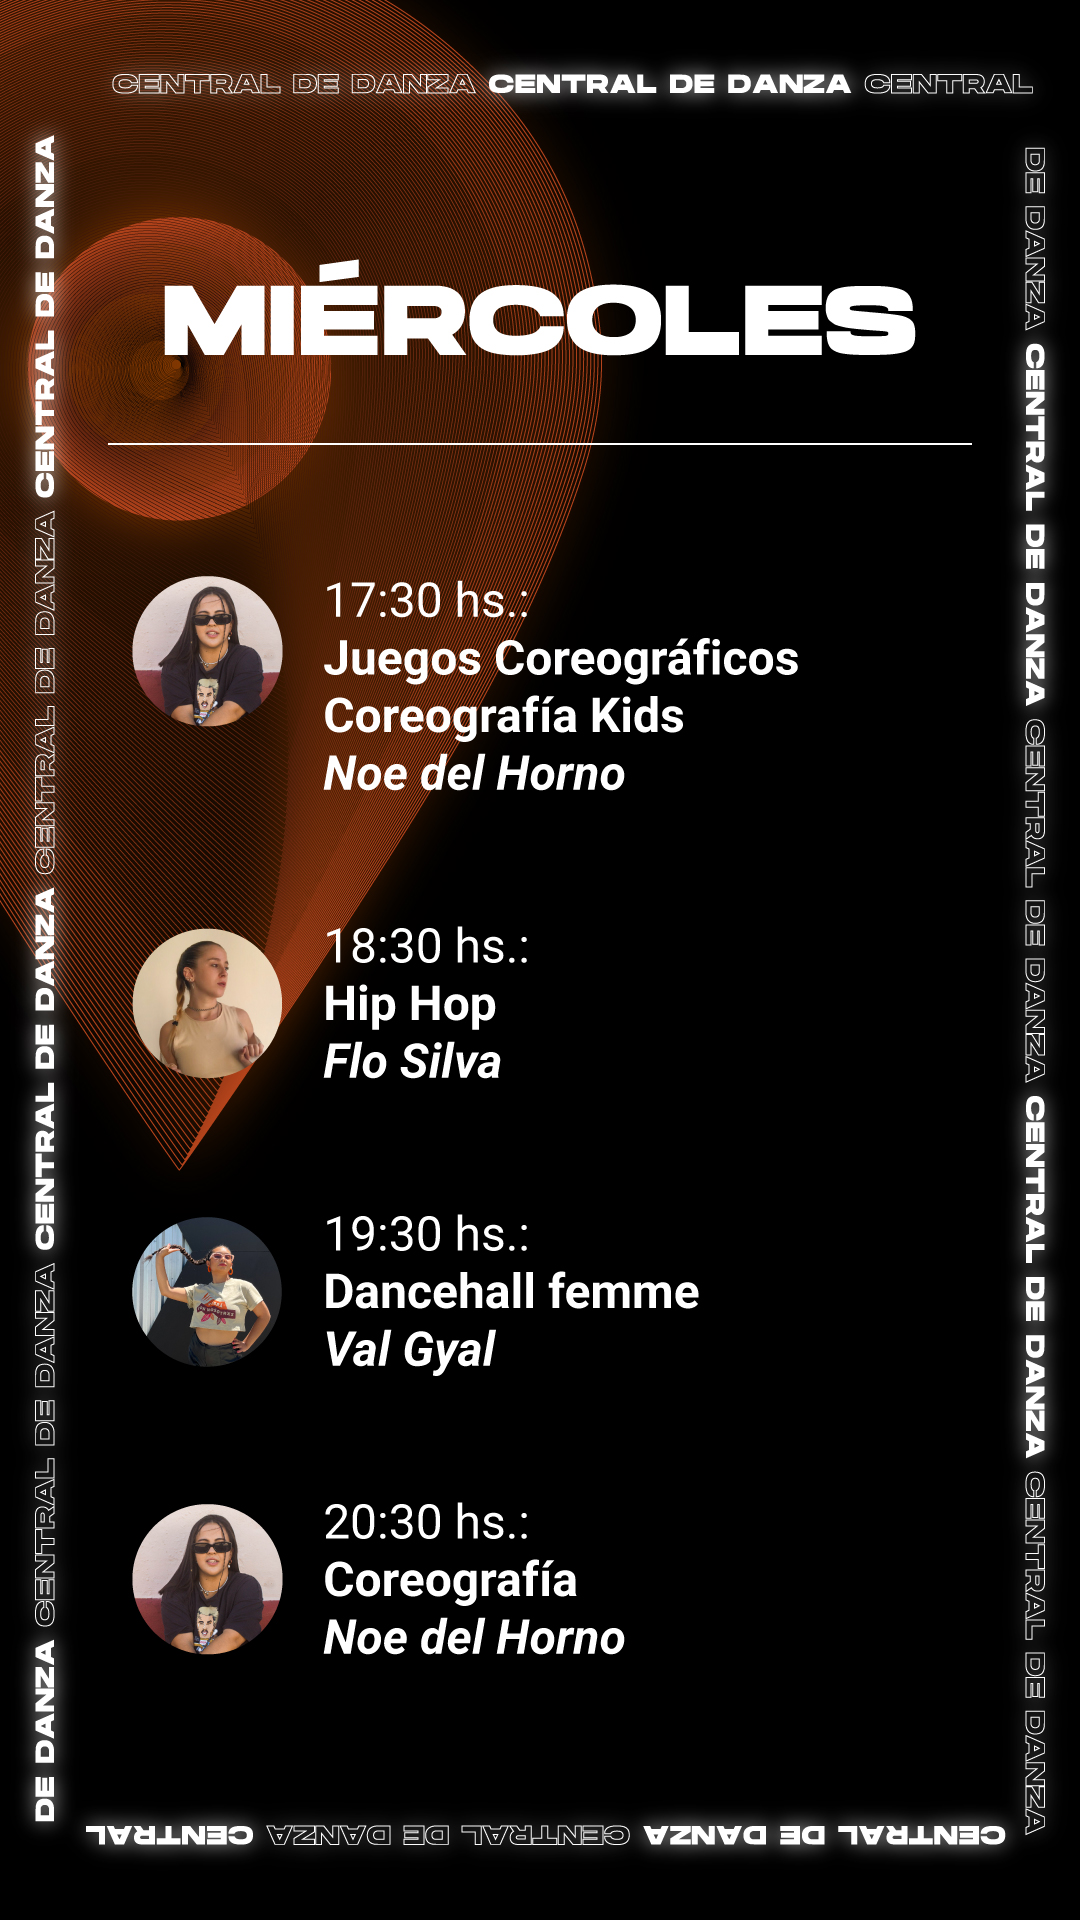 CENTRAL DE DANZA CENTRAL DE DANZA CENTRAL
DE DANZA CENTRAL DE DANZA CENTRAL DE DANZA CENTRAL DE DANZA CENTRAL DE DANZA
MIÉRCOLES
17:30 hs.:
Juegos Coreográficos
Coreografía Kids
Noe del Horno
18:30 hs.:
Hip Hop
Flo Silva
19:30 hs.:
Dancehall femme
Val Gyal
20:30 hs.:
Coreografía
Noe del Horno
DE DANZA CENTRAL DE DANZA CENTRAL DE DANZA CENTRAL DE DANZA CENTRAL DE DANZA
CENTRAL DE DANZA CENTRAL DE DANZA CENTRAL